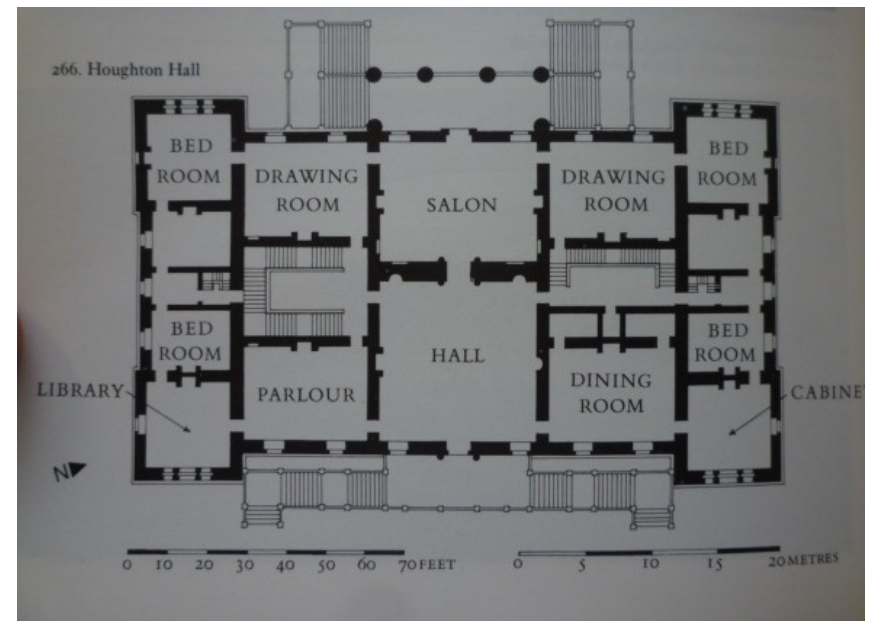 266. Houghton Hall
BED
ROOM
DRAWING
ROOM
SALON
DRAWING
ROOM
BED
ROOM
BED
ROOM
HALL
BED
ROOM
LIBRARY
PARLOUR
DINING
ROOM
CABINE
N
0 10 20 30 40 50 60 70 FEET
0 5 10 15 20 METRES